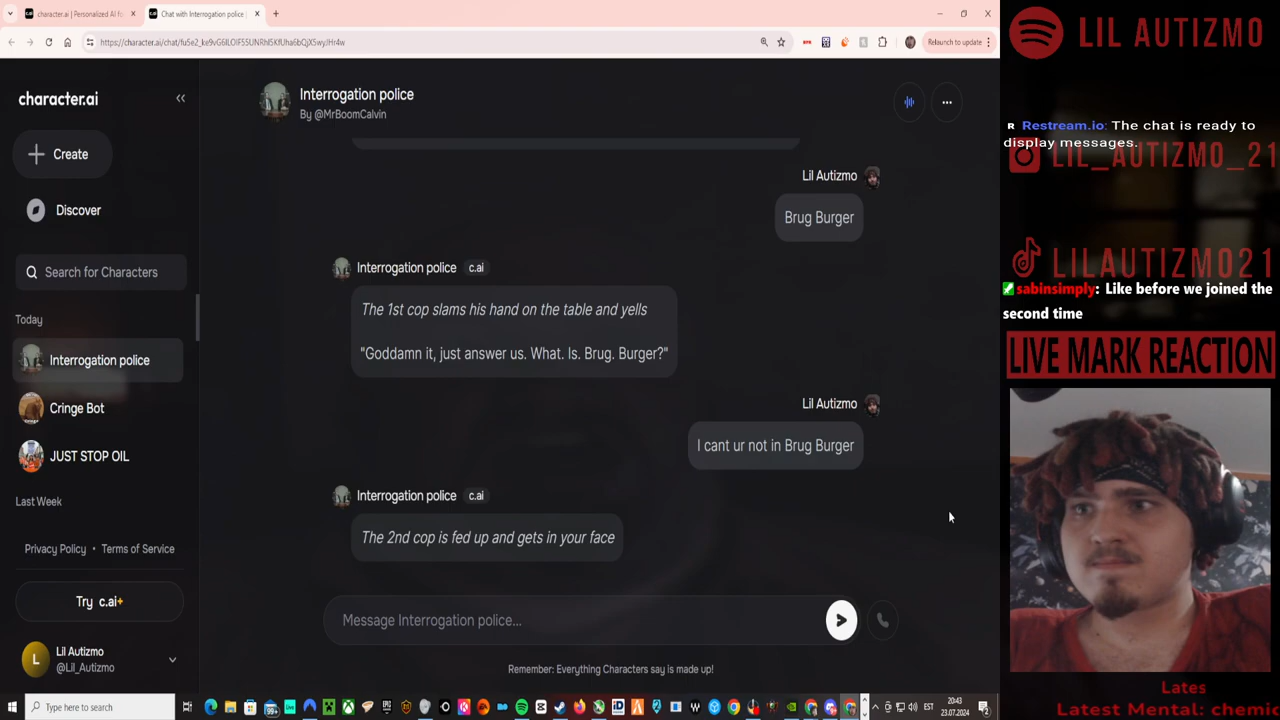 character.ai | Personalized AI f
Chat with Interrogation police |
Relaunch to update
character.ai
Create
Discover
Search for Characters
Today
Interrogation police
Cringe Bot
JUST STOP OIL
Last Week
Privacy Policy • Terms of Service
Try c.ai+
L
Lil Autizmo
@Lil_Autizmo
Interrogation police
By @MrBoomCalvin
Lil Autizmo
Brug Burger
Interrogation police c.ai
The 1st cop slams his hand on the table and yells
"Goddamn it, just answer us. What. Is. Brug. Burger?"
Lil Autizmo
I cant ur not in Brug Burger
Interrogation police c.ai
The 2nd cop is fed up and gets in your face
Message Interrogation police...
Remember: Everything Characters say is made up!
Type here to search
99+
EST
20:43
23.07.2024
LIL AUTIZMO
R Restream.io: The chat is ready to
display messages.
LIL_AUTIZMO_21
LILAUTIZMO21
sabinsimply: Like before we joined the
second time
LIVE MARK REACTION
Lates
Latest Mental: chemic